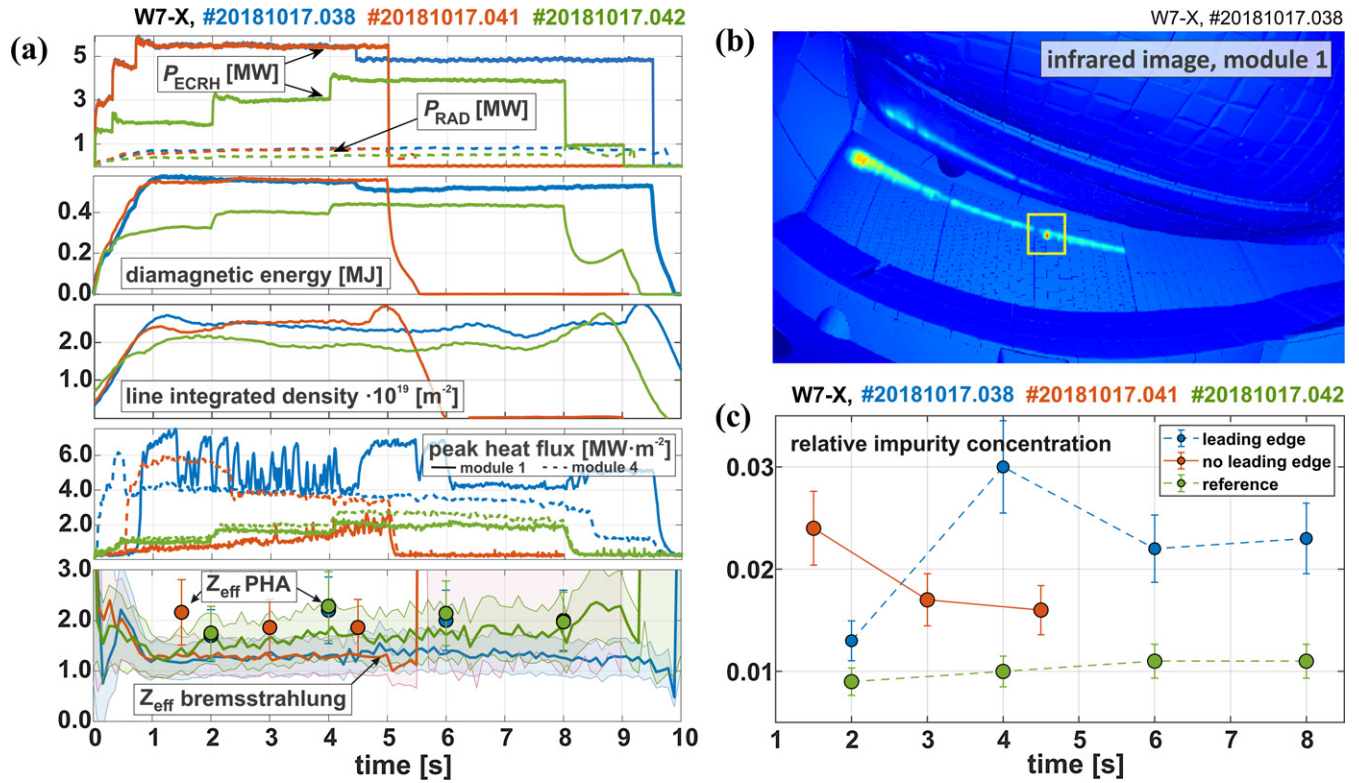 W7-X, #20181017.038 #20181017.041 #20181017.042
(a)
5
3
1
P_ECRH [MW]
P_RAD [MW]
0.4
0.2
0.0
diamagnetic energy [MJ]
2.0
1.0
line integrated density ·10^19 [m^-2]
6.0
4.0
2.0
peak heat flux [MW·m^-2]
module 1 module 4
3.0
2.0
1.0
0.0
Z_eff PHA
Z_eff bremsstrahlung
0 1 2 3 4 5 6 7 8 9 10
time [s]
W7-X, #20181017.038
(b)
infrared image, module 1
W7-X, #20181017.038 #20181017.041 #20181017.042
(c)
relative impurity concentration
leading edge
no leading edge
reference
0.03
0.02
0.01
1 2 3 4 5 6 7 8
time [s]